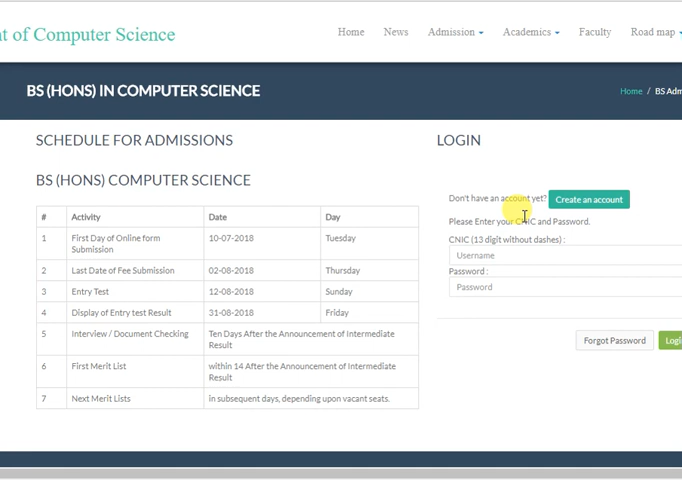 nt of Computer Science
Home News Admission Academics Faculty Road map
BS (HONS) IN COMPUTER SCIENCE
Home / BS Adm
SCHEDULE FOR ADMISSIONS
BS (HONS) COMPUTER SCIENCE
# Activity Date Day
1 First Day of Online form Submission 10-07-2018 Tuesday
2 Last Date of Fee Submission 02-08-2018 Thursday
3 Entry Test 12-08-2018 Sunday
4 Display of Entry test Result 31-08-2018 Friday
5 Interview / Document Checking Ten Days After the Announcement of Intermediate Result
6 First Merit List within 14 After the Announcement of Intermediate Result
7 Next Merit Lists in subsequent days, depending upon vacant seats.
LOGIN
Don't have an account yet? Create an account
Please Enter your CNIC and Password.
CNIC (13 digit without dashes) :
Username
Password :
Password
Forgot Password Logi